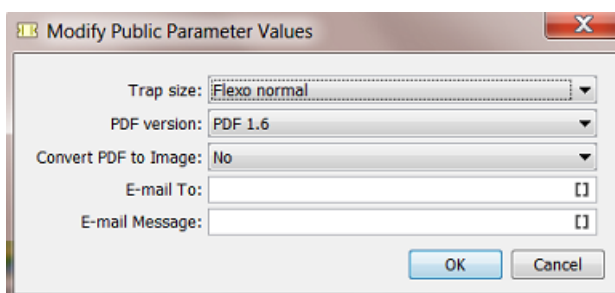 Modify Public Parameter Values
X
Trap size: Flexo normal
PDF version: PDF 1.6
Convert PDF to Image: No
E-mail To: []
E-mail Message: []
OK Cancel